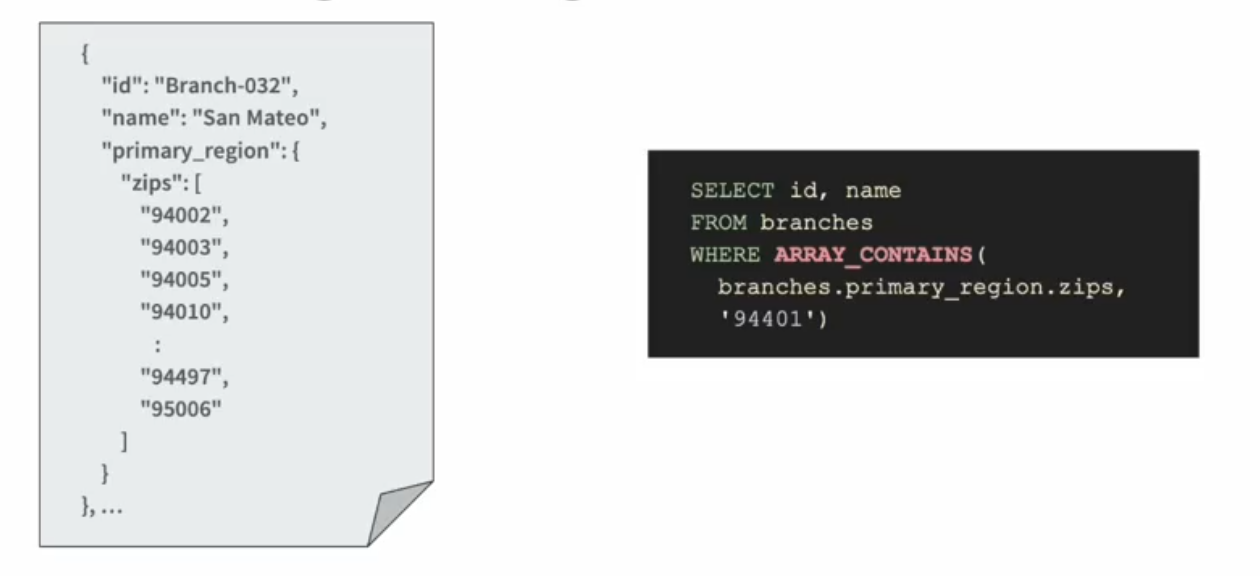 {
"id": "Branch-032",
"name": "San Mateo",
"primary_region": {
"zips": [
"94002",
"94003",
"94005",
"94010",
:
"94497",
"95006"
]
}
}, ...
SELECT id, name
FROM branches
WHERE ARRAY_CONTAINS(
branches.primary_region.zips,
'94401')